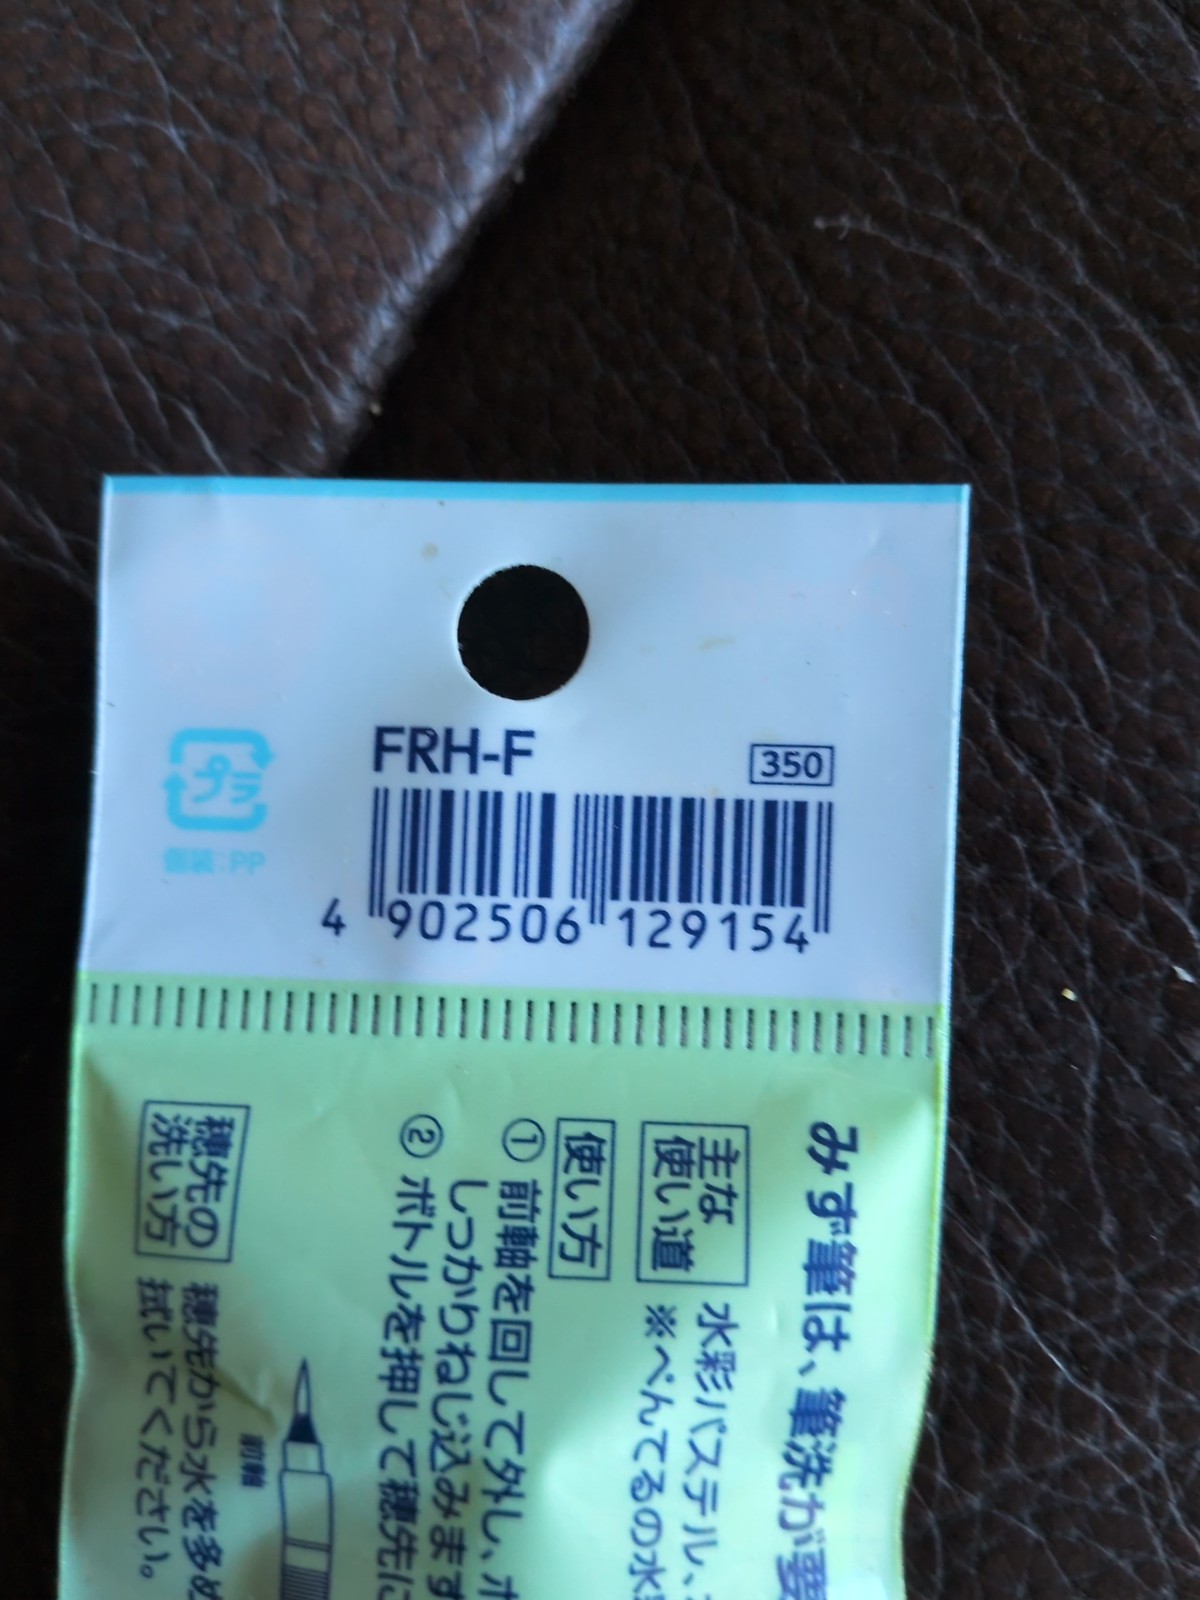 プラ
個装:PP
FRH-F
350
4 902506 129154
みず筆は、筆洗が要
主な
使い道
水彩パステル、
※ぺんてるの水
使い方
① 前軸を回して外し、ボ
しっかりねじ込みます
② ボトルを押して穂先に
穂先の
洗い方
穂先から水を多め
拭いてください。
前軸